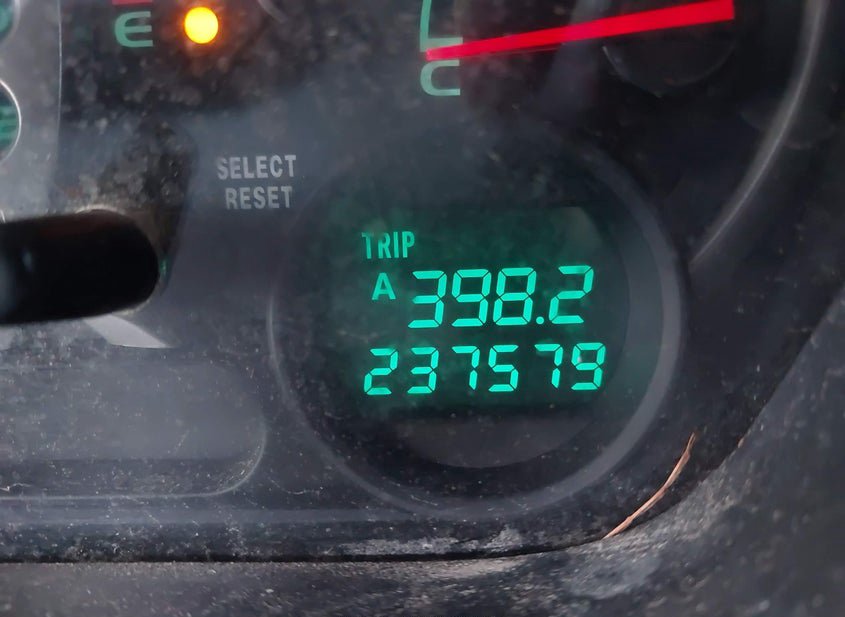 E
C
SELECT
RESET
TRIP
A 398.2
237579